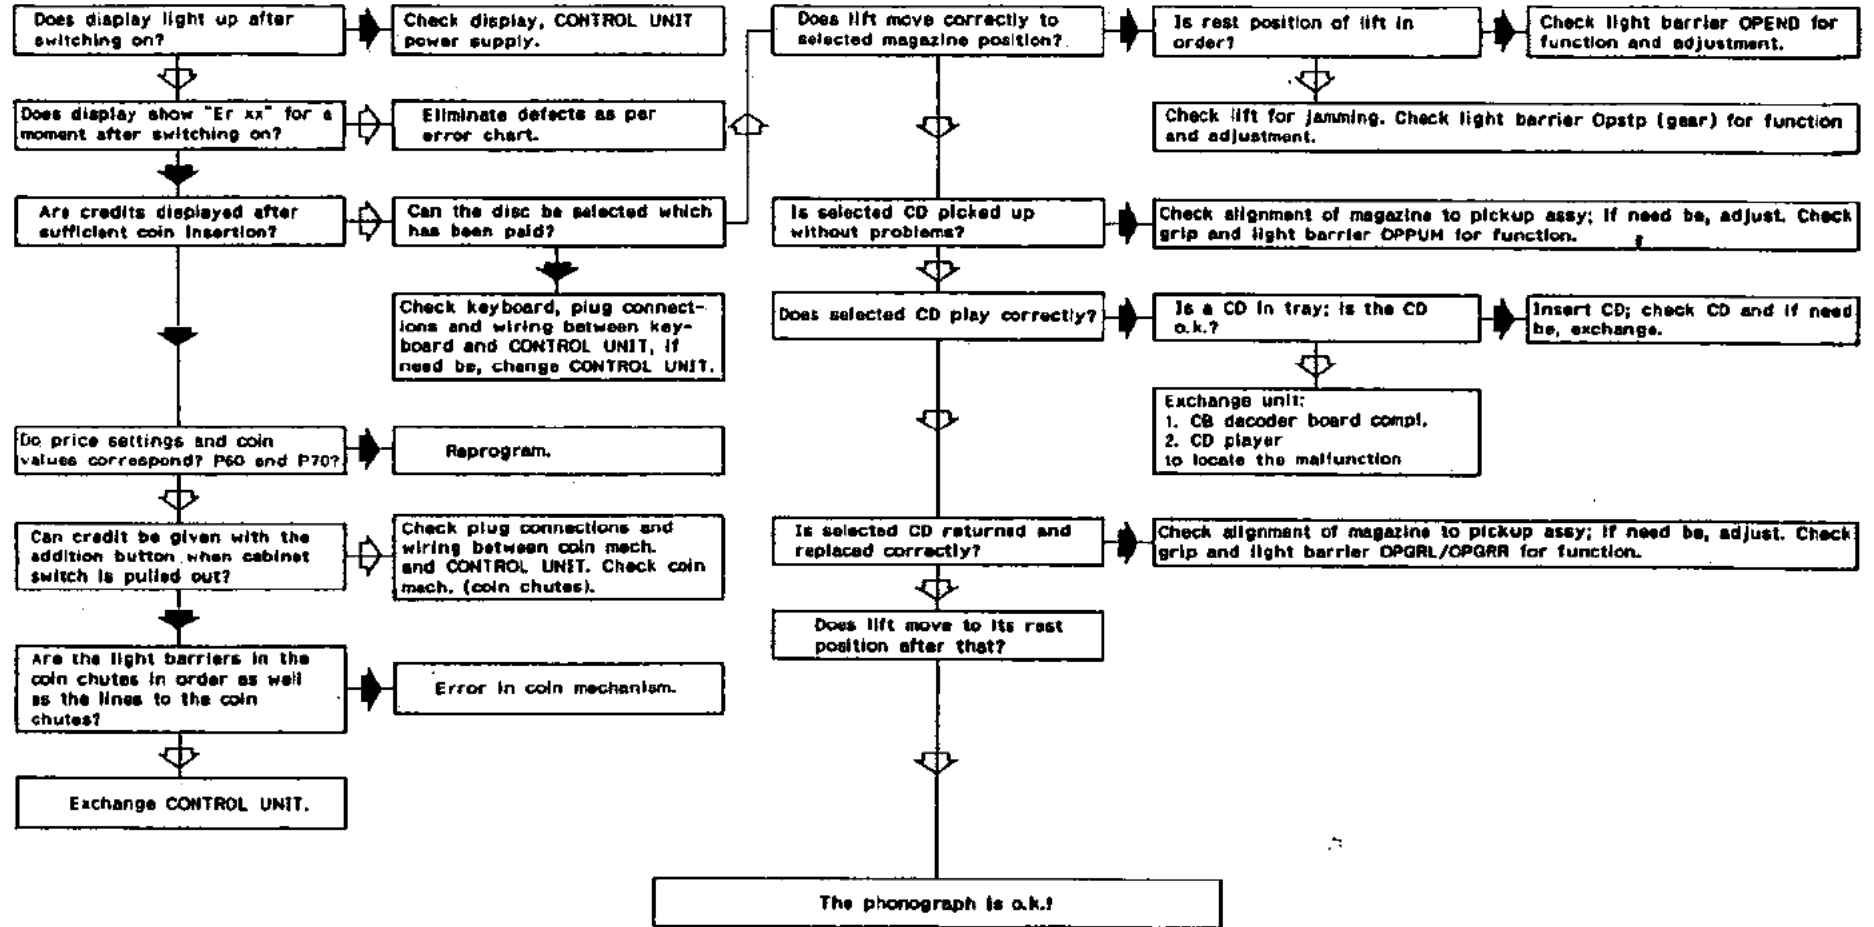 Does display light up after
switching on?
Check display, CONTROL UNIT
power supply.
Does display show "Er xx" for a
moment after switching on?
Eliminate defects as per
error chart.
Are credits displayed after
sufficient coin insertion?
Can the disc be selected which
has been paid?
Check keyboard, plug connect-
ions and wiring between key-
board and CONTROL UNIT, if
need be, change CONTROL UNIT.
Do price settings and coin
values correspond? P60 and P70?
Reprogram.
Can credit be given with the
addition button when cabinet
switch is pulled out?
Check plug connections and
wiring between coin mech.
and CONTROL UNIT. Check coin
mech. (coin chutes).
Are the light barriers in the
coin chutes in order as well
as the lines to the coin
chutes?
Error in coin mechanism.
Exchange CONTROL UNIT.
Does lift move correctly to
selected magazine position?
Is rest position of lift in
order?
Check light barrier OPEND for
function and adjustment.
Check lift for jamming. Check light barrier Opstp (gear) for function
and adjustment.
Is selected CD picked up
without problems?
Check alignment of magazine to pickup assy; if need be, adjust. Check
grip and light barrier OPPUM for function.
Does selected CD play correctly?
Is a CD in tray; is the CD
o.k.?
Insert CD; check CD and if need
be, exchange.
Exchange unit:
1. CB decoder board compl.
2. CD player
to locate the malfunction
Is selected CD returned and
replaced correctly?
Check alignment of magazine to pickup assy; if need be, adjust. Check
grip and light barrier OPGRL/OPGRR for function.
Does lift move to its rest
position after that?
The phonograph is o.k.!